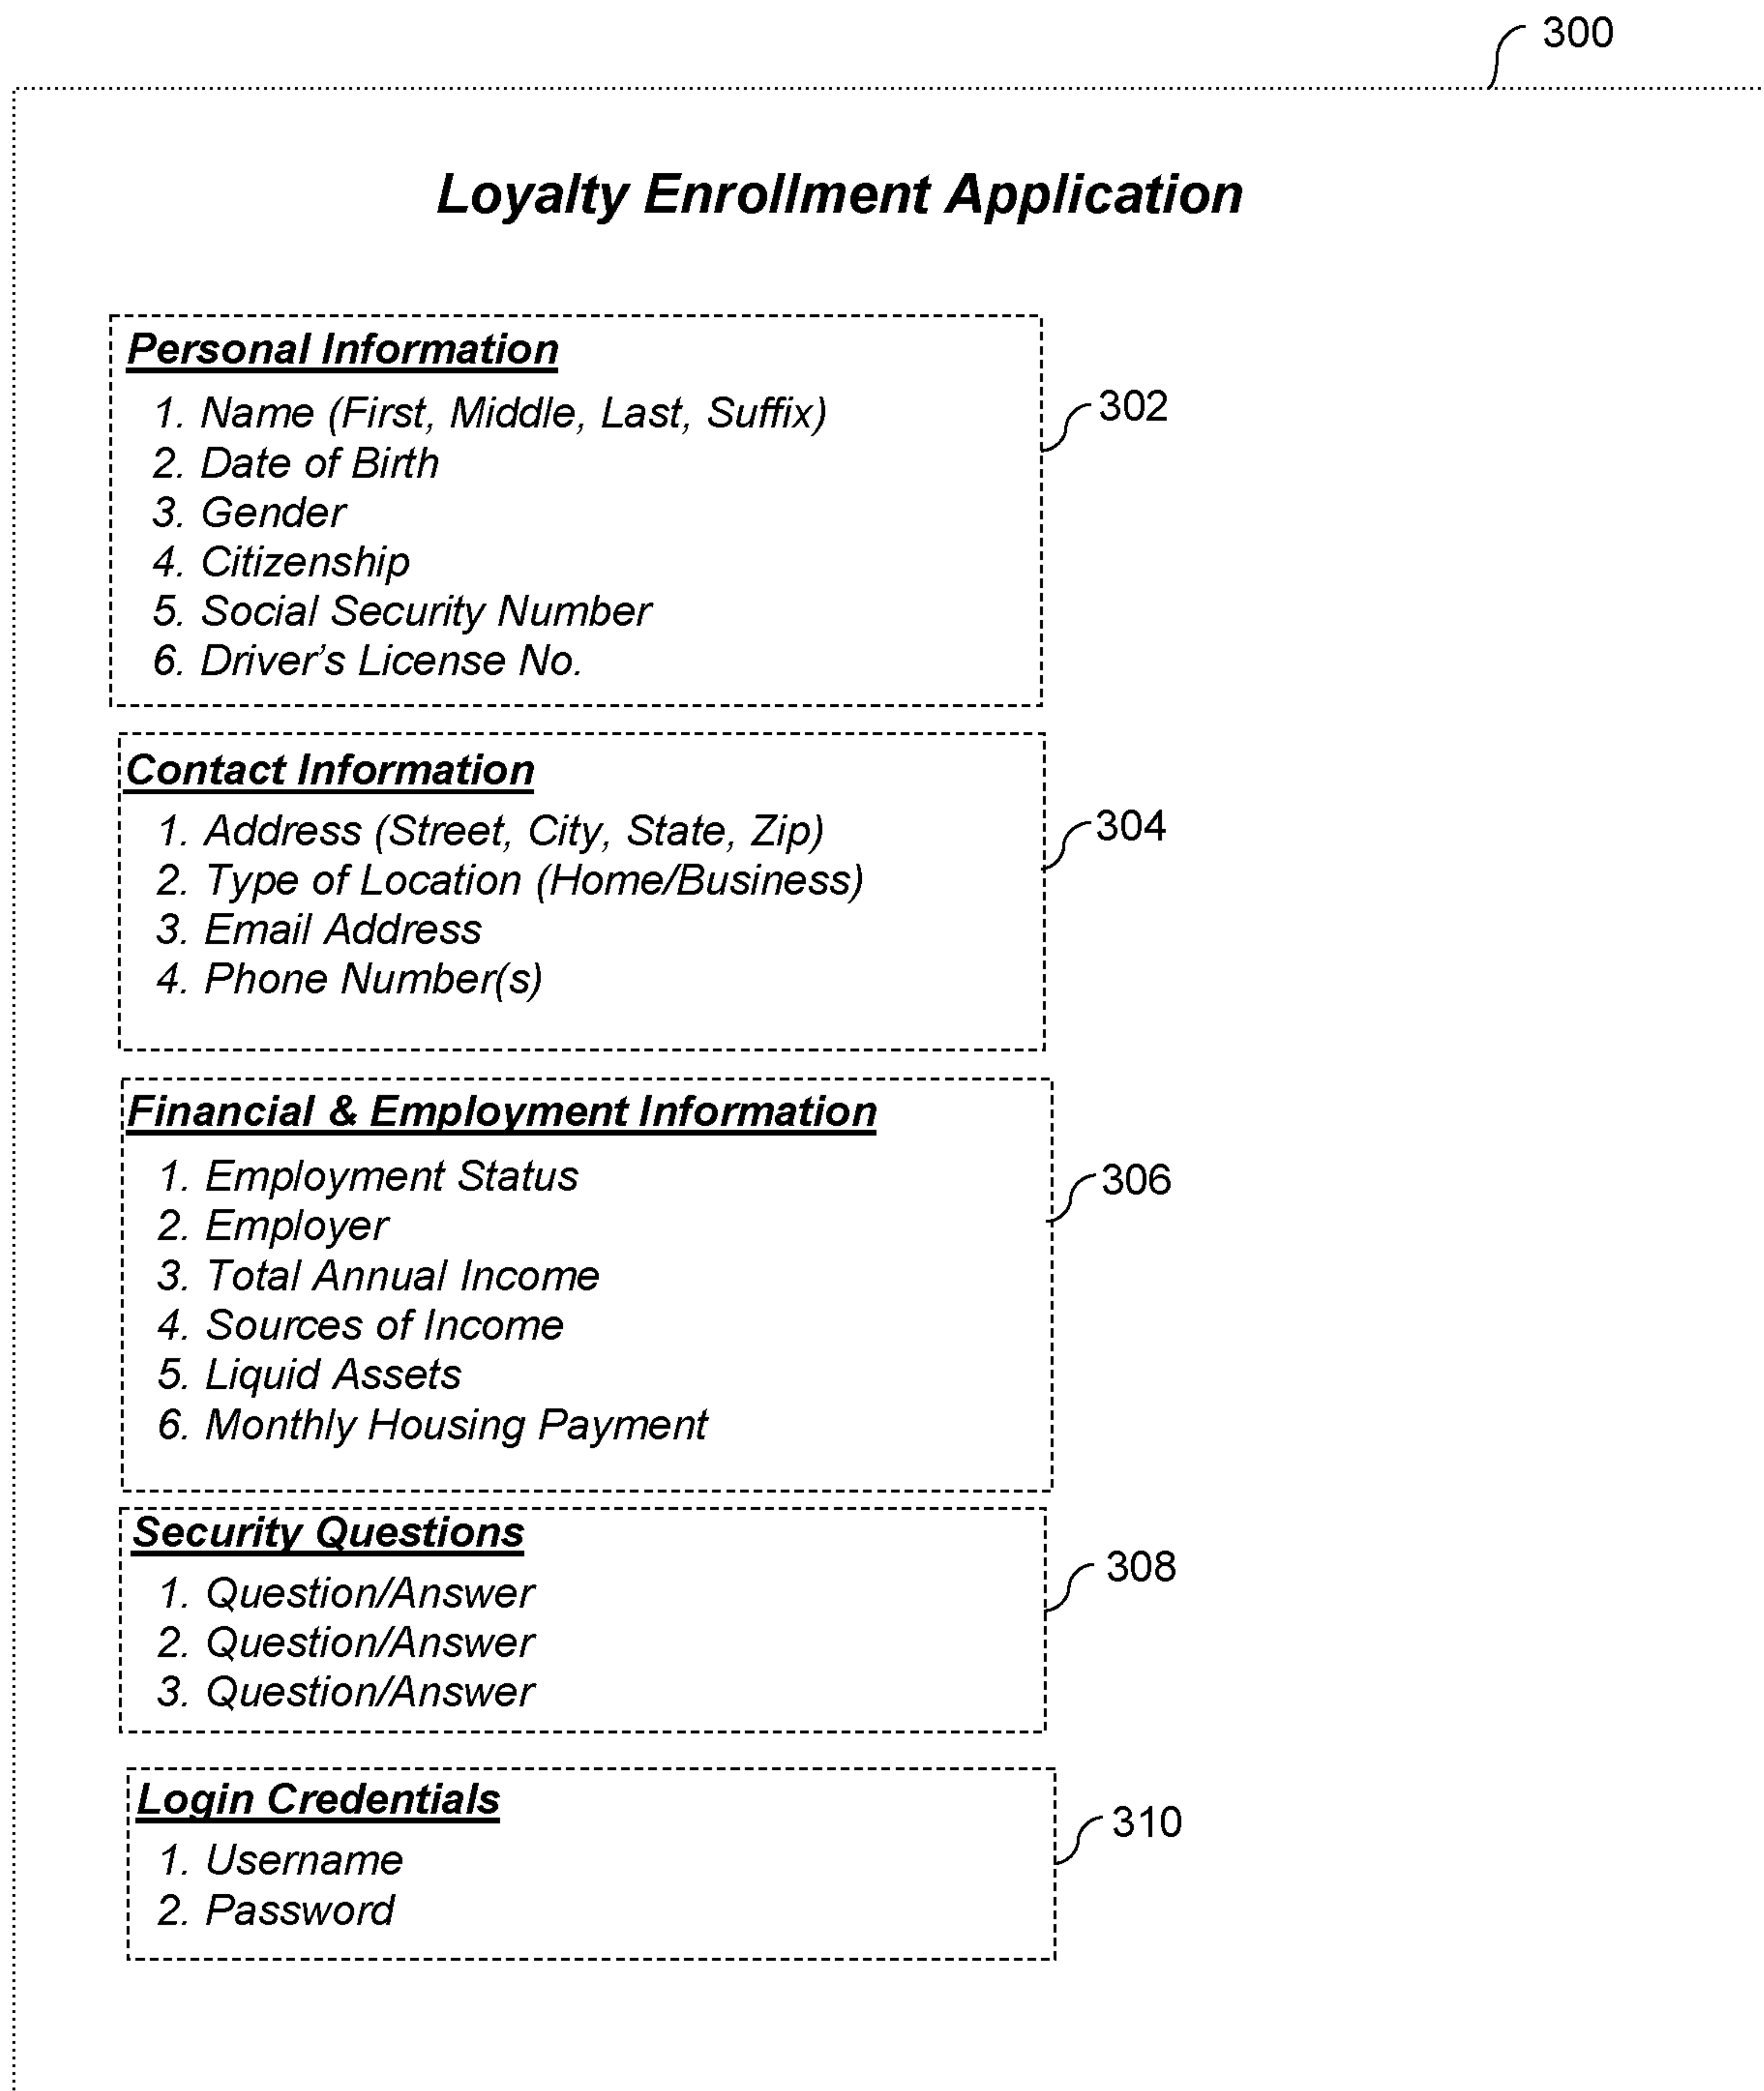 300
Loyalty Enrollment Application
Personal Information
1. Name (First, Middle, Last, Suffix)
302
2. Date of Birth
3. Gender
4. Citizenship
5. Social Security Number
6. Driver’s License No.
Contact Information
1. Address (Street, City, State, Zip)
304
2. Type of Location (Home/Business)
3. Email Address
4. Phone Number(s)
Financial & Employment Information
1. Employment Status
306
2. Employer
3. Total Annual Income
4. Sources of Income
5. Liquid Assets
6. Monthly Housing Payment
Security Questions
1. Question/Answer
308
2. Question/Answer
3. Question/Answer
Login Credentials
310
1. Username
2. Password